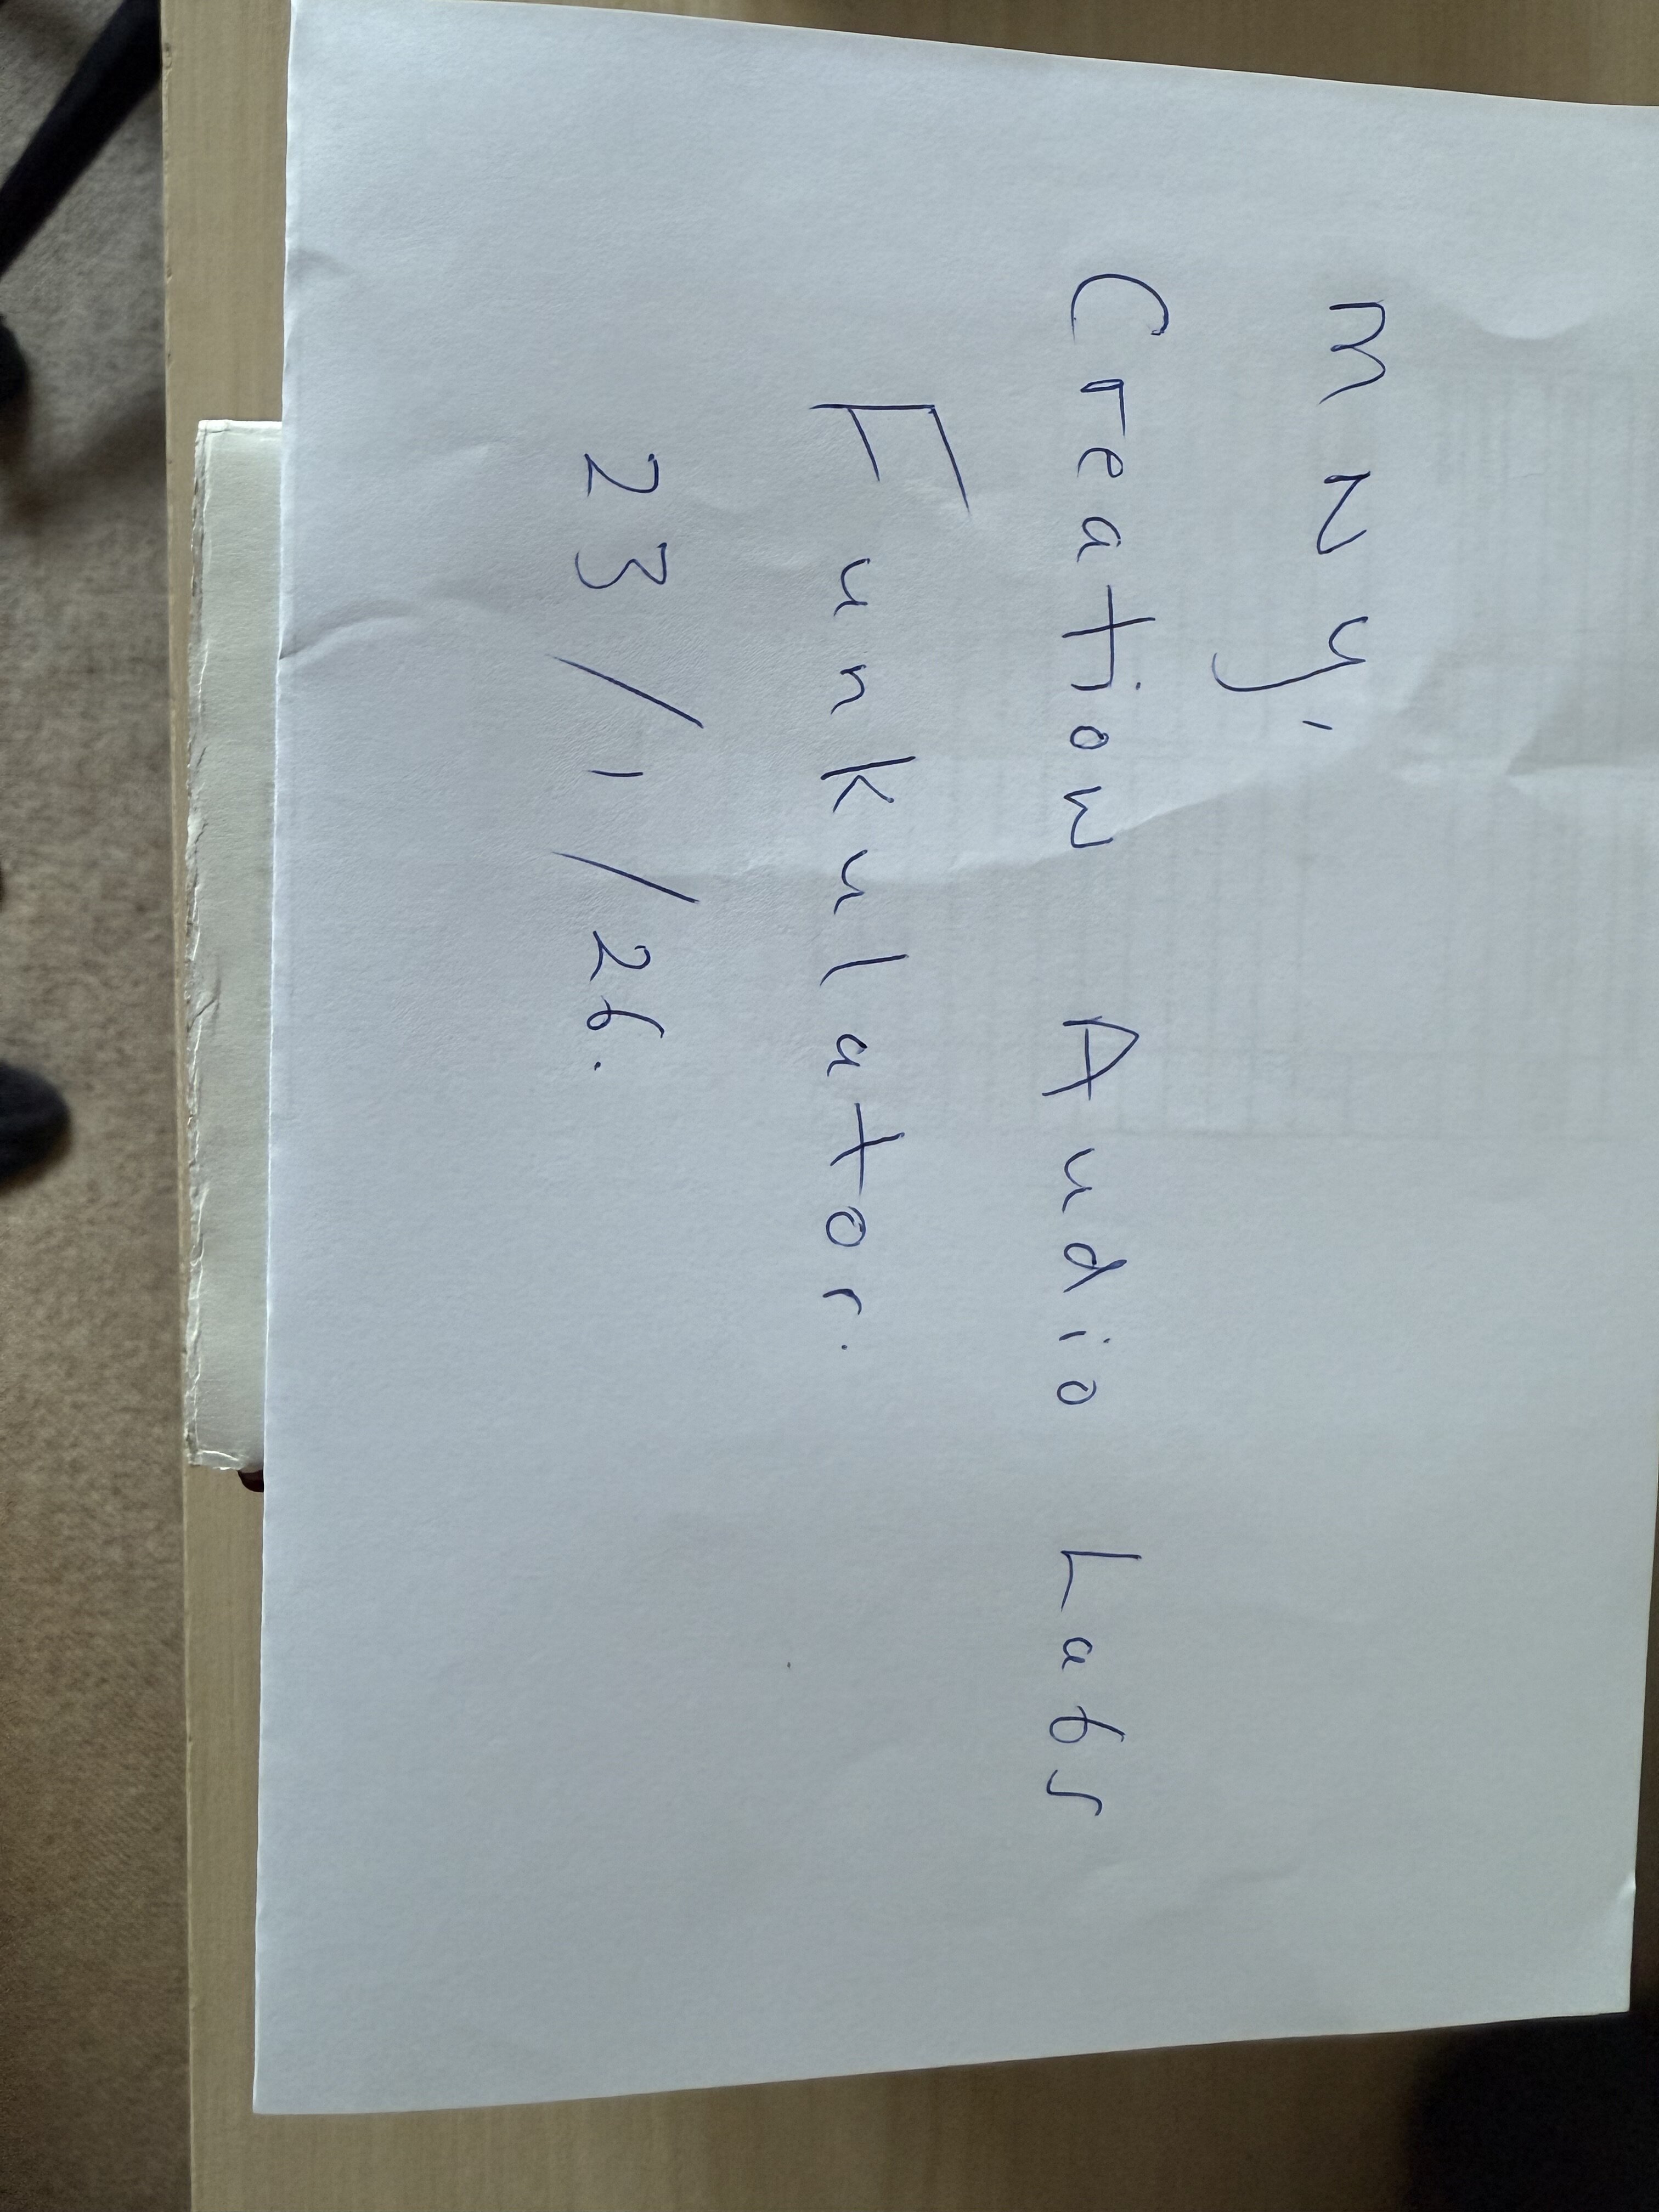 MNY,
Creation Audio Labs
Funkulator.
23/1/26.